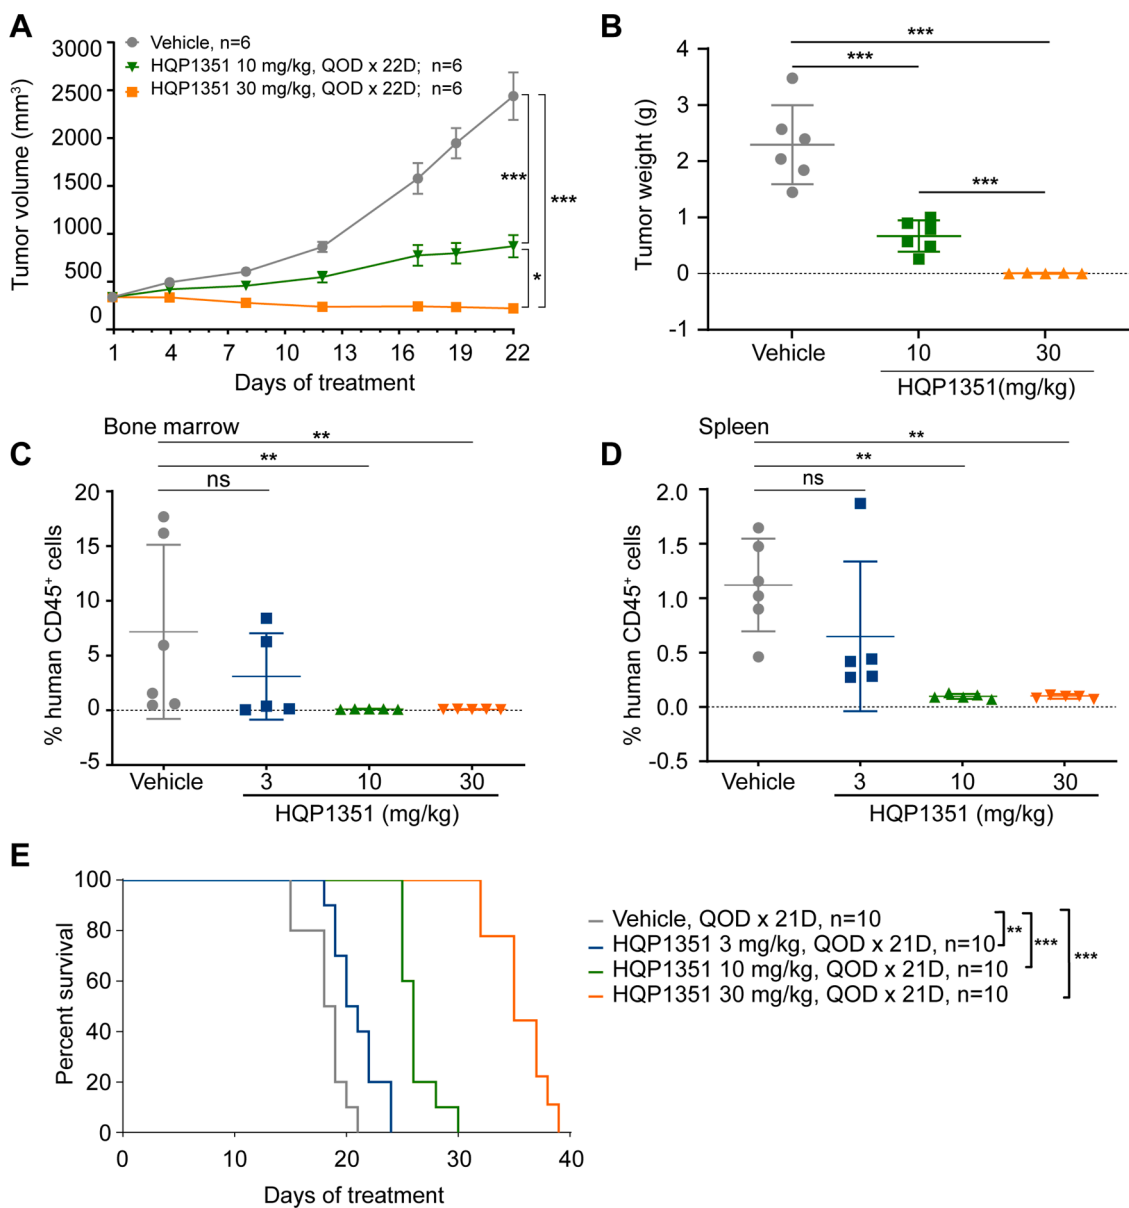 A
Tumor volume (mm³)
3000
2500
2000
1500
1000
500
0
Vehicle, n=6
HQP1351 10 mg/kg, QOD x 22D; n=6
HQP1351 30 mg/kg, QOD x 22D; n=6
***
***
*
1 4 7 10 13 16 19 22
Days of treatment
B
Tumor weight (g)
4
3
2
1
0
-1
***
***
***
Vehicle 10 30
HQP1351(mg/kg)
C
Bone marrow
**
**
ns
% human CD45⁺ cells
20
15
10
5
0
-5
Vehicle 3 10 30
HQP1351 (mg/kg)
D
Spleen
**
**
ns
% human CD45⁺ cells
2.0
1.5
1.0
0.5
0.0
-0.5
Vehicle 3 10 30
HQP1351 (mg/kg)
E
Percent survival
100
80
60
40
20
0
0 10 20 30 40
Days of treatment
Vehicle, QOD x 21D, n=10
HQP1351 3 mg/kg, QOD x 21D, n=10
HQP1351 10 mg/kg, QOD x 21D, n=10
HQP1351 30 mg/kg, QOD x 21D, n=10
**
***
***